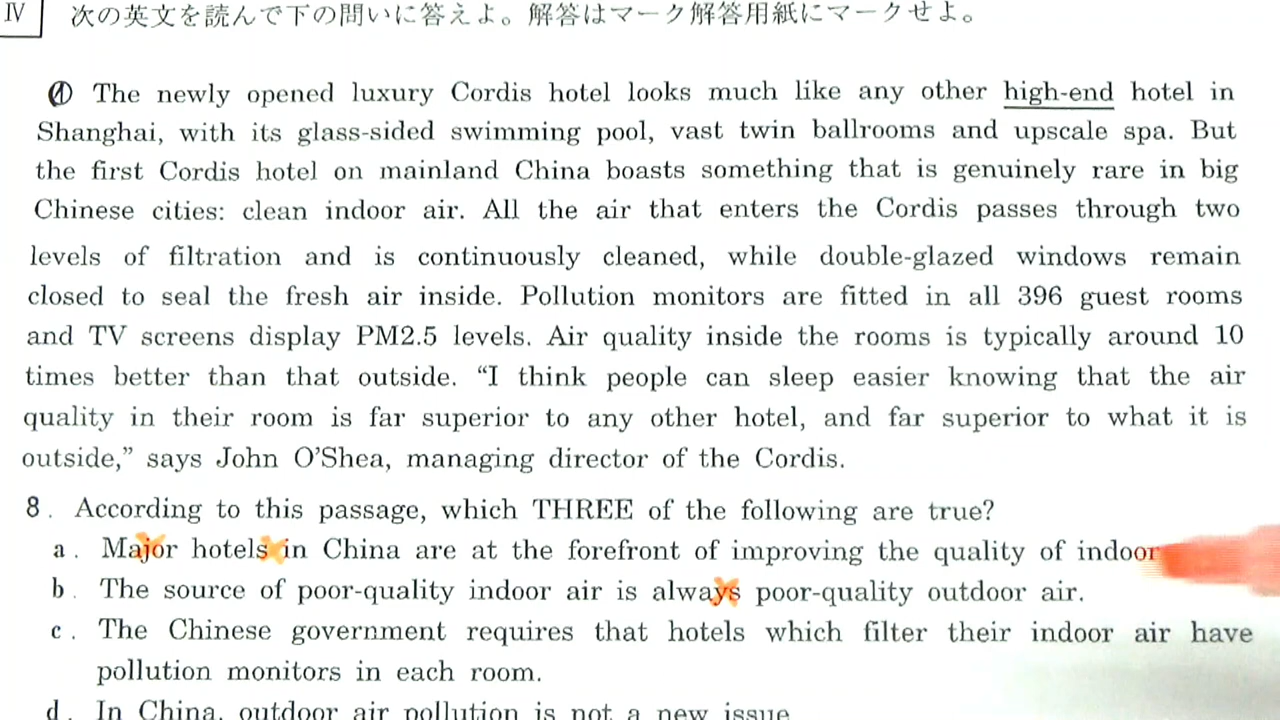 IV 次の英文を読んで下の問いに答えよ。解答はマーク解答用紙にマークせよ。
① The newly opened luxury Cordis hotel looks much like any other high-end hotel in
Shanghai, with its glass-sided swimming pool, vast twin ballrooms and upscale spa. But
the first Cordis hotel on mainland China boasts something that is genuinely rare in big
Chinese cities: clean indoor air. All the air that enters the Cordis passes through two
levels of filtration and is continuously cleaned, while double-glazed windows remain
closed to seal the fresh air inside. Pollution monitors are fitted in all 396 guest rooms
and TV screens display PM2.5 levels. Air quality inside the rooms is typically around 10
times better than that outside. “I think people can sleep easier knowing that the air
quality in their room is far superior to any other hotel, and far superior to what it is
outside,” says John O’Shea, managing director of the Cordis.
8. According to this passage, which THREE of the following are true?
a. Major hotels in China are at the forefront of improving the quality of indoor
b. The source of poor-quality indoor air is always poor-quality outdoor air.
c. The Chinese government requires that hotels which filter their indoor air have
pollution monitors in each room.
d. In China, outdoor air pollution is not a new issue